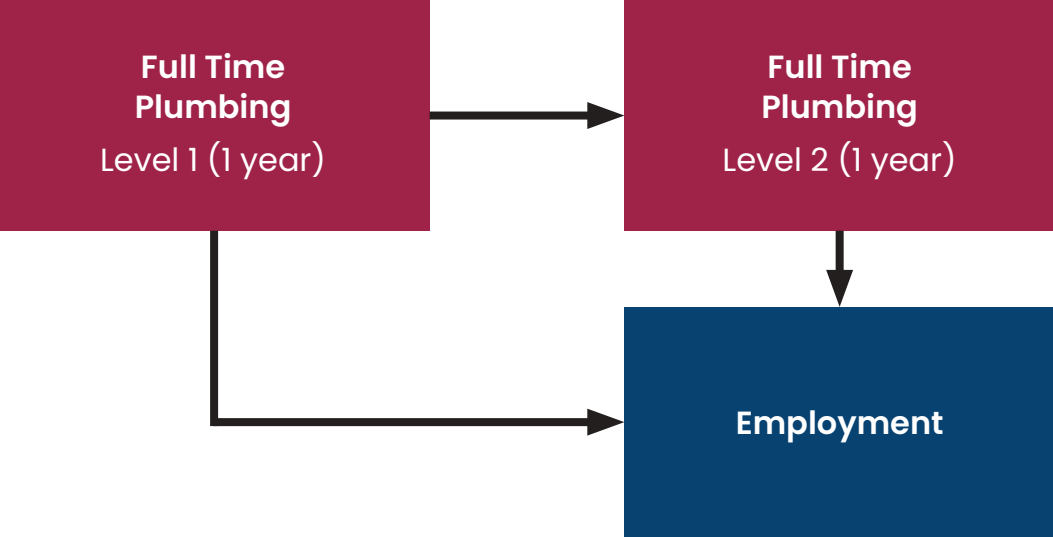 Full Time
Plumbing
Level 1 (1 year)
Full Time
Plumbing
Level 2 (1 year)
Employment